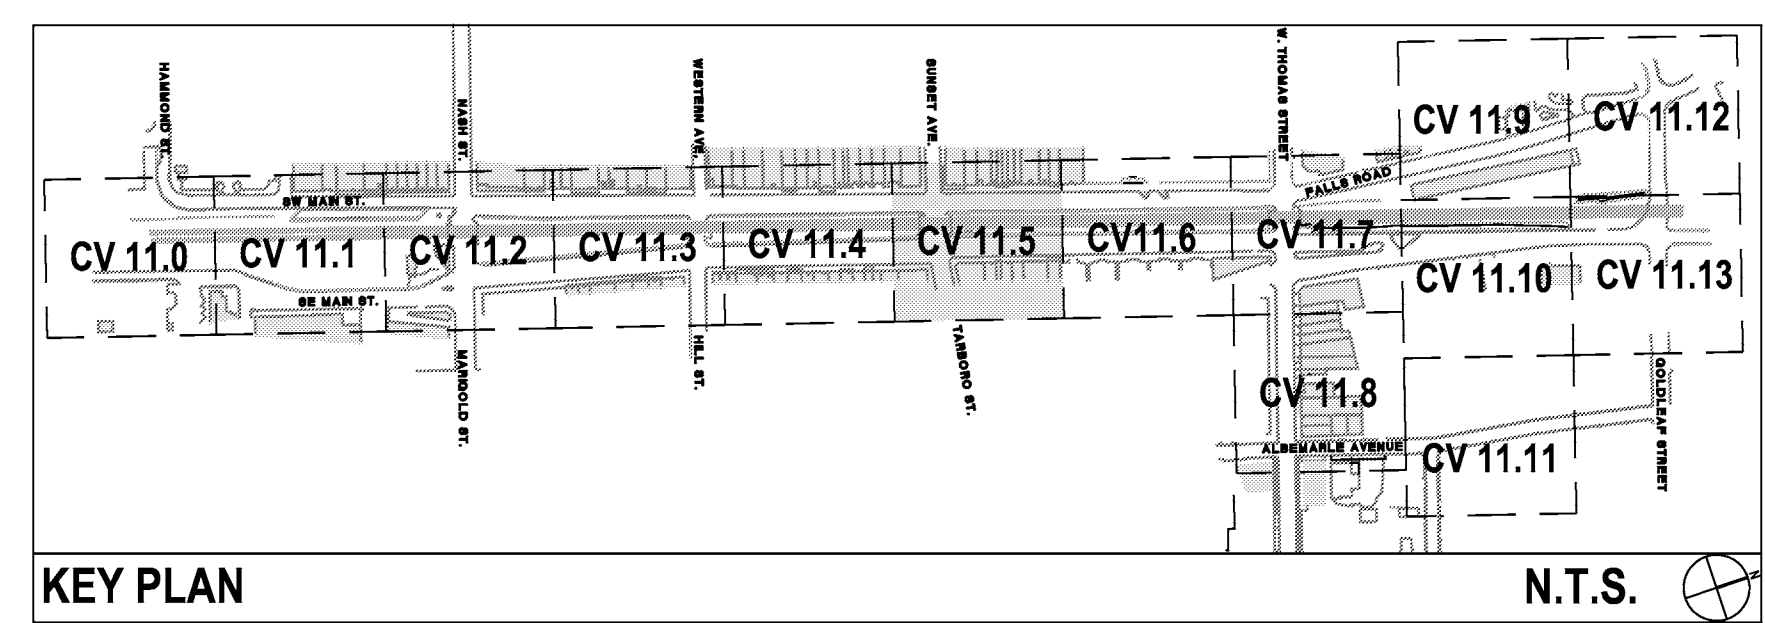 HAMMOND ST.
NASH ST.
WESTERN AVE.
SUNSET AVE.
W. THOMAS STREET
CV 11.9
CV 11.12
FALLS ROAD
SW MAIN ST.
CV 11.0
CV 11.1
CV 11.2
CV 11.3
CV 11.4
CV 11.5
CV11.6
CV 11.7
CV 11.10
CV 11.13
SE MAIN ST.
MARIGOLD ST.
HILL ST.
TARBORO ST.
CV 11.8
GOLDLEAF STREET
ALBEMARLE AVENUE
CV 11.11
KEY PLAN
N.T.S.
N